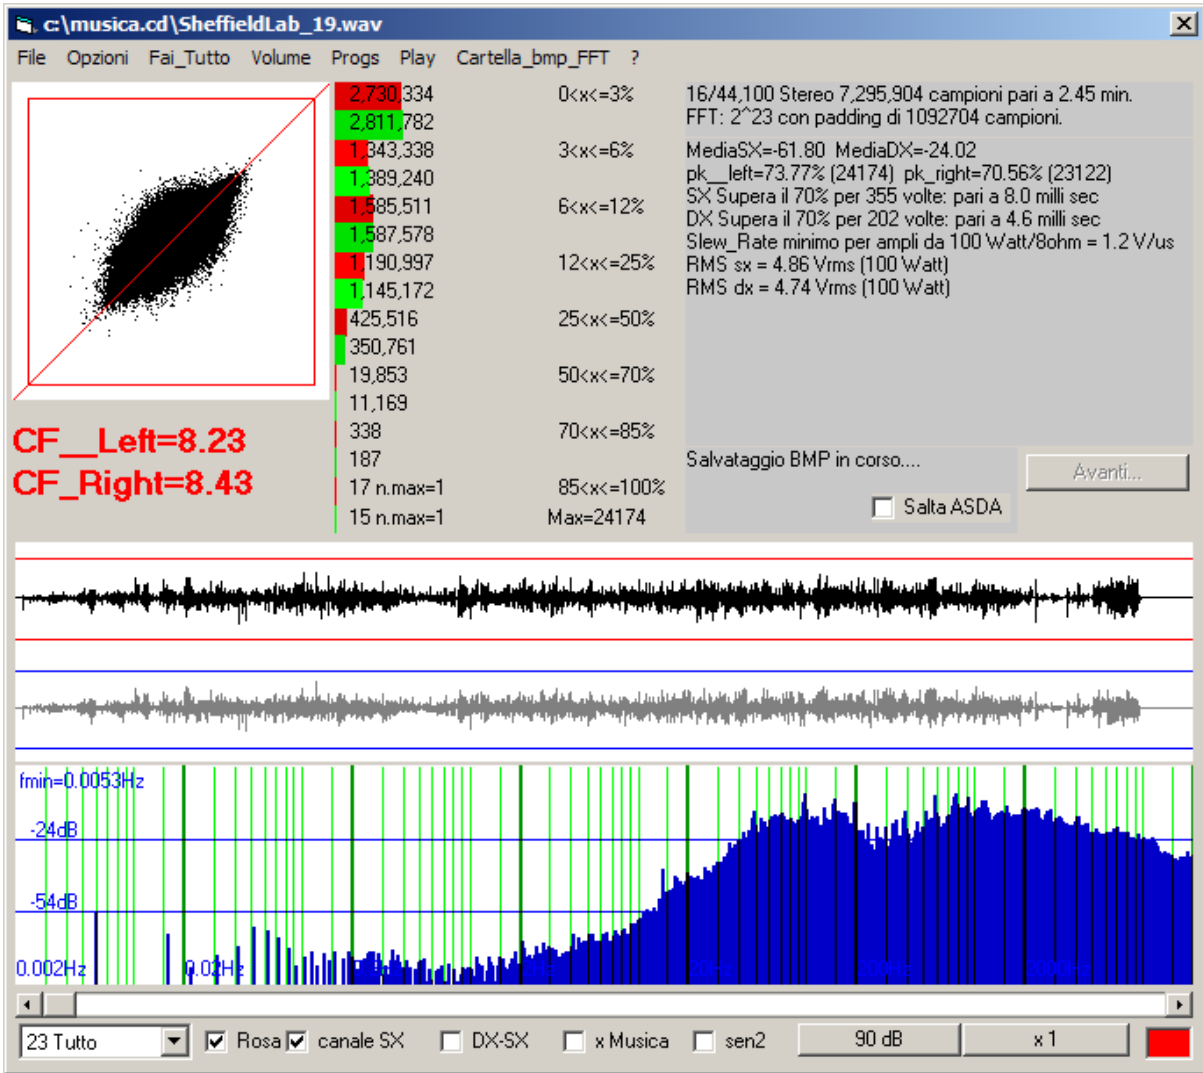 c:\musica.cd\SheffieldLab_19.wav
File Opzioni Fai_Tutto Volume Progs Play Cartella_bmp_FFT ?
2,730,334 0<x<=3%
2,811,782
1,343,338 3<x<=6%
1,389,240
1,585,511 6<x<=12%
1,587,578
1,190,997 12<x<=25%
1,145,172
425,516 25<x<=50%
350,761
19,853 50<x<=70%
11,169
338 70<x<=85%
187
17 n.max=1 85<x<=100%
15 n.max=1 Max=24174
16/44,100 Stereo 7,295,904 campioni pari a 2.45 min.
FFT: 2^23 con padding di 1092704 campioni.
MediaSX=-61.80 MediaDX=-24.02
pk__left=73.77% (24174) pk_right=70.56% (23122)
SX Supera il 70% per 355 volte: pari a 8.0 milli sec
DX Supera il 70% per 202 volte: pari a 4.6 milli sec
Slew_Rate minimo per ampli da 100 Watt/8ohm = 1.2 V/us
RMS sx = 4.86 Vrms (100 Watt)
RMS dx = 4.74 Vrms (100 Watt)
CF__Left=8.23
CF_Right=8.43
Salvataggio BMP in corso....
Avanti...
Salta ASDA
fmin=0.0053Hz
-24dB
-54dB
0.002Hz 0.02Hz 20Hz 200Hz 2000Hz
23 Tutto Rosa canale SX DX-SX x Musica sen2 90 dB x 1